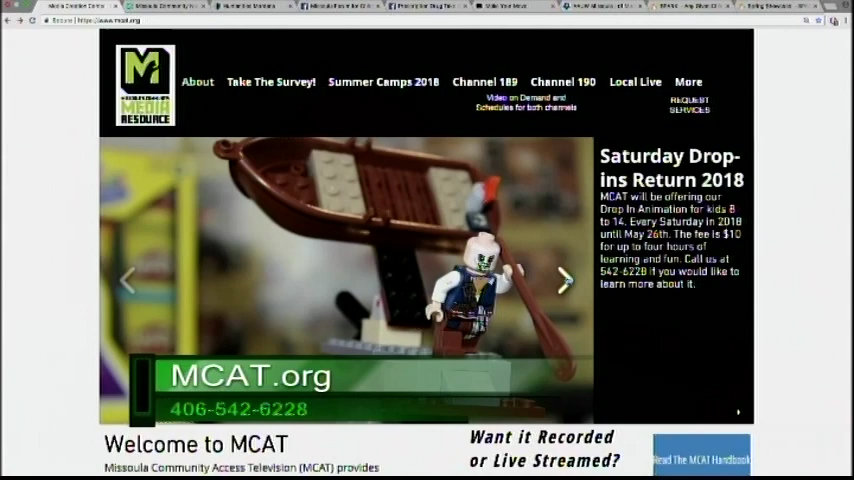 Secure https://www.mcat.org
M
MEDIA
RESOURCE
About Take The Survey! Summer Camps 2018 Channel 189 Channel 190 Local Live More
Video on Demand and
Schedules for both channels
REQUEST
SERVICES
Saturday Drop-
ins Return 2018
MCAT will be offering our
Drop In Animation for kids 8
to 14. Every Saturday in 2018
until May 26th. The fee is $10
for up to four hours of
learning and fun. Call us at
542-6228 if you would like to
learn more about it.
MCAT.org
406-542-6228
Welcome to MCAT
Missoula Community Access Television (MCAT) provides
Want it Recorded
or Live Streamed?
Read The MCAT Handbook